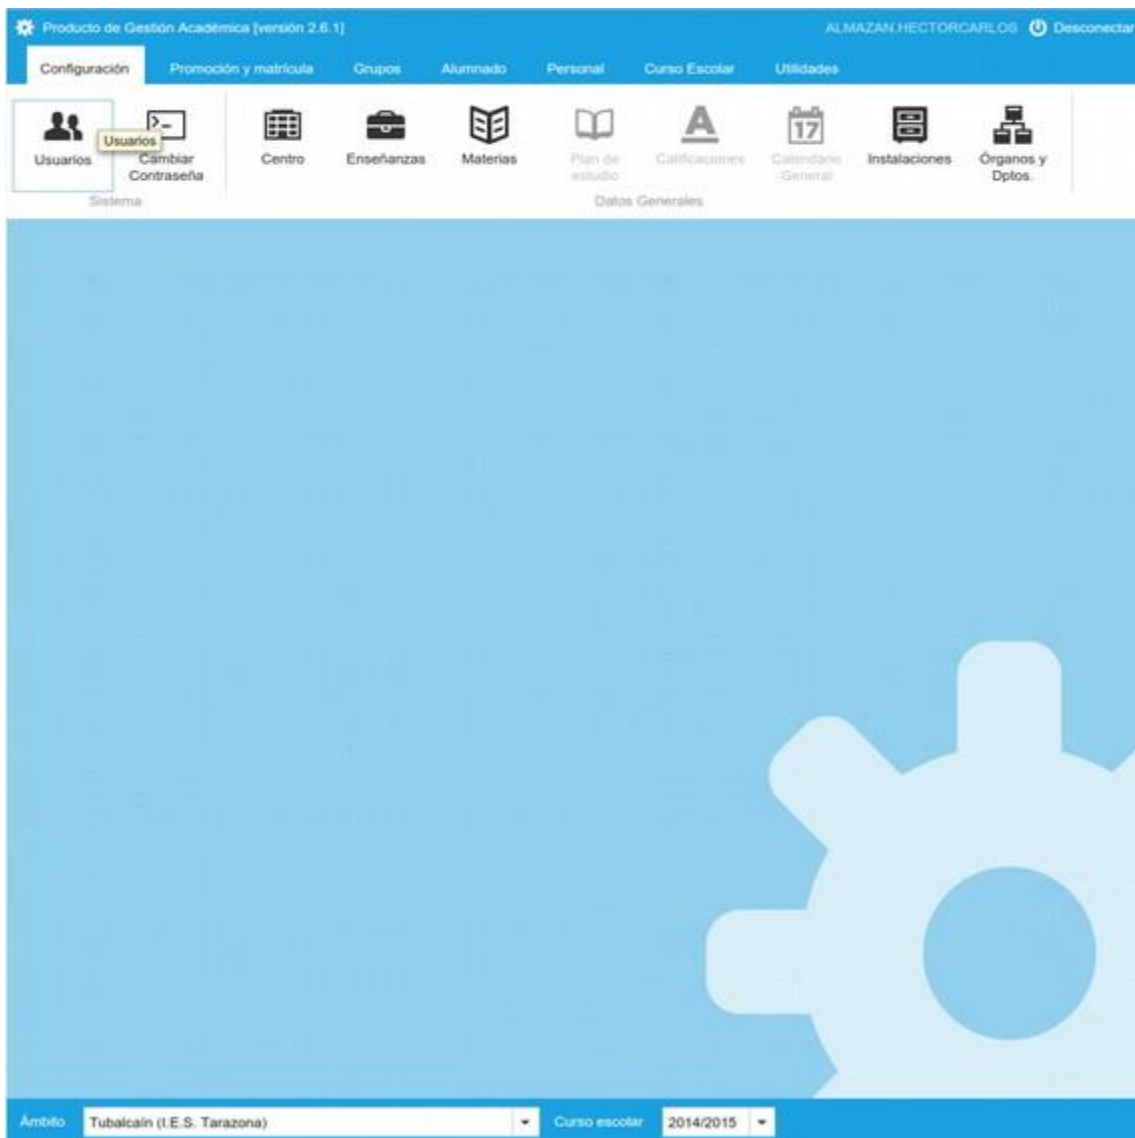 Producto de Gestión Académica [versión 2.6.1] ALMAZAN.HECTORCARLOS Desconectar
Configuración Promoción y matrícula Grupos Alumnado Personal Curso Escolar Utilidades
17
Usuarios
Usuarios Cambiar Contraseña Centro Enseñanzas Materias Plan de estudio Calificaciones Calendario General Instalaciones Órganos y Dptos.
Sistema Datos Generales
Ámbito Tubalcaín (I.E.S. Tarazona) Curso escolar 2014/2015